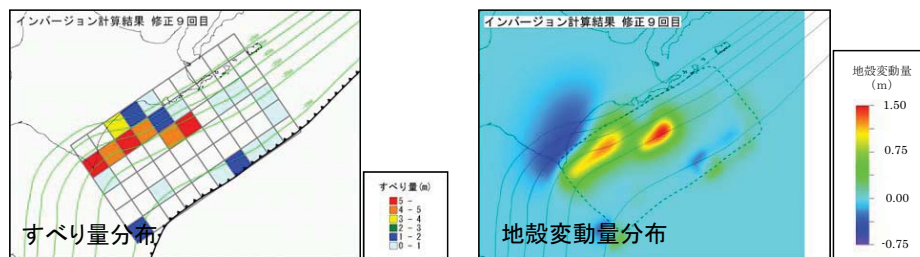 インバージョン計算結果 修正９回目
すべり量分布
すべり量(m)
5 -
4 - 5
3 - 4
2 - 3
1 - 2
0 - 1
インバージョン計算結果 修正９回目
地殻変動量分布
地殻変動量
（m）
1.50
0.75
0.00
-0.75